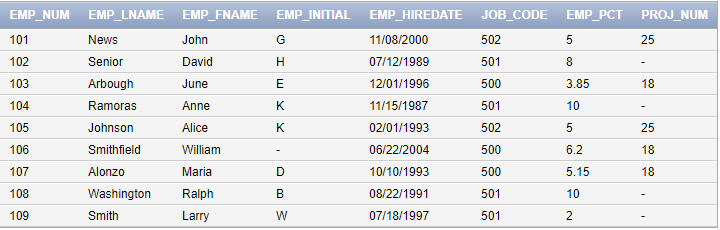 EMP_NUM EMP_LNAME EMP_FNAME EMP_INITIAL EMP_HIREDATE JOB_CODE EMP_PCT PROJ_NUM
101 News John G 11/08/2000 502 5 25
102 Senior David H 07/12/1989 501 8 -
103 Arbough June E 12/01/1996 500 3.85 18
104 Ramoras Anne K 11/15/1987 501 10 -
105 Johnson Alice K 02/01/1993 502 5 25
106 Smithfield William - 06/22/2004 500 6.2 18
107 Alonzo Maria D 10/10/1993 500 5.15 18
108 Washington Ralph B 08/22/1991 501 10 -
109 Smith Larry W 07/18/1997 501 2 -